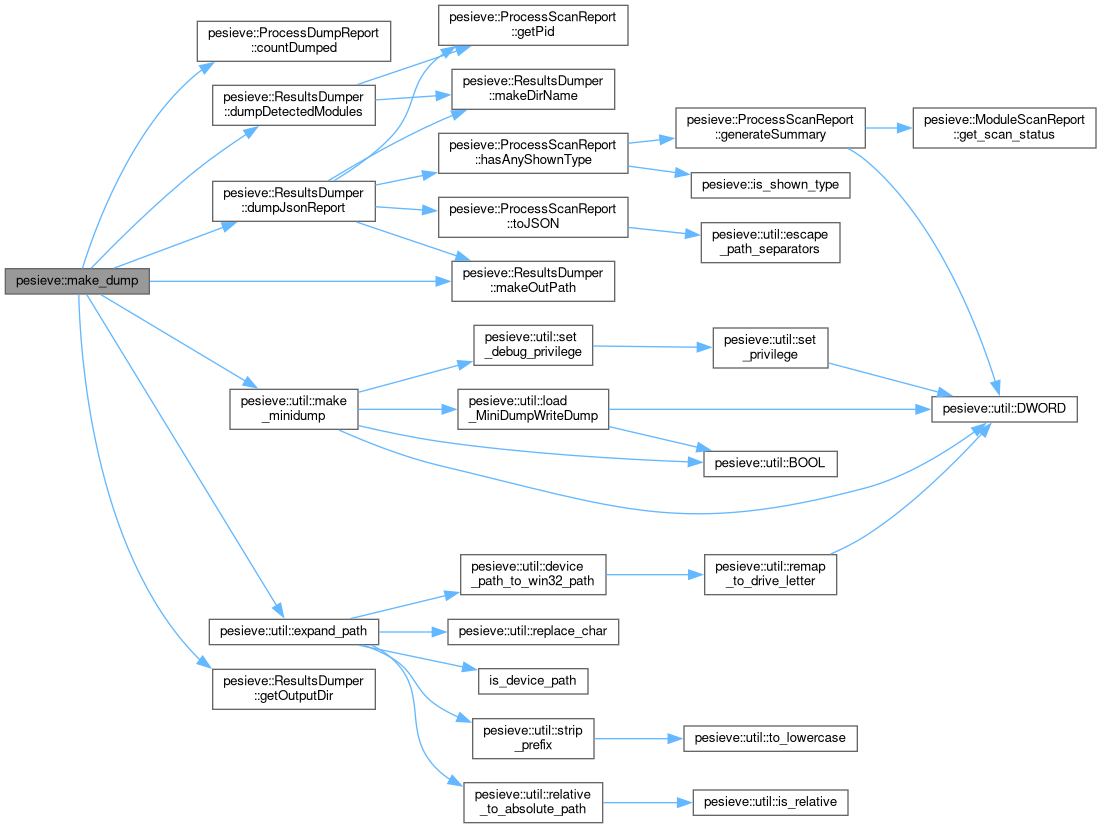 pesieve::make_dump
pesieve::ProcessDumpReport
::countDumped
pesieve::ResultsDumper
::dumpDetectedModules
pesieve::ResultsDumper
::dumpJsonReport
pesieve::util::make
_minidump
pesieve::util::expand_path
pesieve::ResultsDumper
::getOutputDir
pesieve::ProcessScanReport
::getPid
pesieve::ResultsDumper
::makeDirName
pesieve::ProcessScanReport
::hasAnyShownType
pesieve::ProcessScanReport
::toJSON
pesieve::ResultsDumper
::makeOutPath
pesieve::util::set
_debug_privilege
pesieve::util::load
_MiniDumpWriteDump
pesieve::util::device
_path_to_win32_path
pesieve::util::replace_char
is_device_path
pesieve::util::strip
_prefix
pesieve::util::relative
_to_absolute_path
pesieve::ProcessScanReport
::generateSummary
pesieve::is_shown_type
pesieve::util::escape
_path_separators
pesieve::util::set
_privilege
pesieve::util::BOOL
pesieve::util::remap
_to_drive_letter
pesieve::util::to_lowercase
pesieve::util::is_relative
pesieve::ModuleScanReport
::get_scan_status
pesieve::util::DWORD